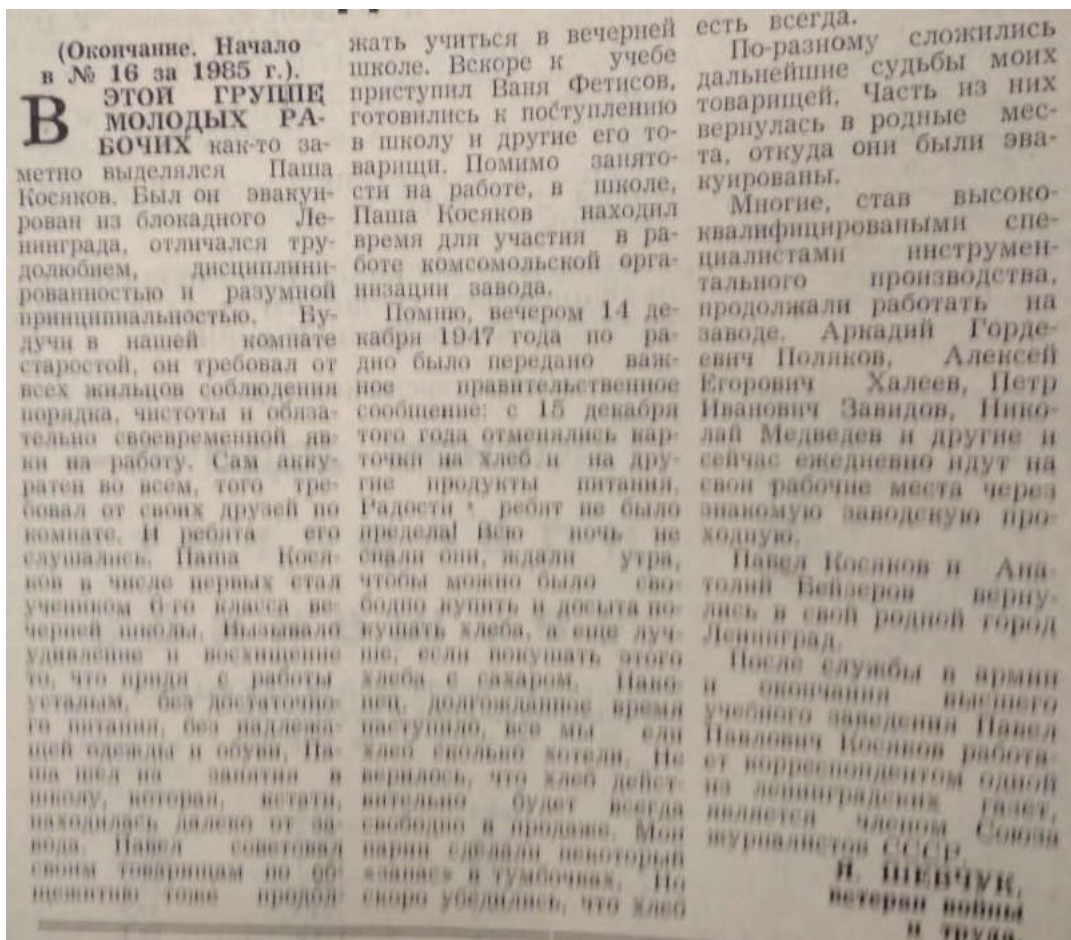 (Окончание. Начало
в № 16 за 1985 г.).
В ЭТОЙ ГРУППЕ
МОЛОДЫХ РА-
БОЧИХ как-то за-
метно выделялся Паша
Косяков. Был он эвакуи-
рован из блокадного Ле-
нинграда, отличался тру-
долюбием, дисциплини-
рованностью и разумной
принципиальностью. Бу-
дучи в нашей комнате
старостой, он требовал от
всех жильцов соблюдения
порядка, чистоты и обяза-
тельно своевременной яв-
ки на работу. Сам акку-
ратен во всем, того тре-
бовал от своих друзей по
комнате. И ребята его
слушались. Паша Кося-
ков в числе первых стал
учеником 6-го класса ве-
черней школы. Вызывало
удивление и восхищение
то, что придя с работы
усталым, без достаточно-
го питания, без надлежа-
щей одежды и обуви, Па-
ша шел на занятия в
школу, которая, кстати,
находилась далеко от за-
вода. Павел советовал
своим товарищам по об-
щежитию тоже продол-
жать учиться в вечерней
школе. Вскоре к учебе
приступил Ваня Фетисов,
готовились к поступлению
в школу и другие его то-
варищи. Помимо занято-
сти на работе, в школе,
Паша Косяков находил
время для участия в ра-
боте комсомольской орга-
низации завода.
Помню, вечером 14 де-
кабря 1947 года по ра-
дио было передано важ-
ное правительственное
сообщение: с 15 декабря
того года отменялись кар-
точки на хлеб и на дру-
гие продукты питания.
Радости ребят не было
предела! Всю ночь не
спали они, ждали утра,
чтобы можно было сво-
бодно купить и досыта по-
кушать хлеба, а еще луч-
ше, если покушать этого
хлеба с сахаром. Нако-
нец, долгожданное время
наступило, все мы ели
хлеб сколько хотели. Не
верилось, что хлеб дейст-
вительно будет всегда
свободно в продаже. Мои
парни сделали некоторый
«запас» в тумбочках. Но
скоро убедились, что хлеб
есть всегда.
По-разному сложились
дальнейшие судьбы моих
товарищей. Часть из них
вернулась в родные мес-
та, откуда они были эва-
куированы.
Многие, став высоко-
квалифицироваными спе-
циалистами инструмен-
тального производства,
продолжали работать на
заводе. Аркадий Горде-
евич Поляков, Алексей
Егорович Халеев, Петр
Иванович Завидов, Нико-
лай Медведев и другие и
сейчас ежедневно идут на
свои рабочие места через
знакомую заводскую про-
ходную.
Павел Косяков и Ана-
толий Бейзеров верну-
лись в свой родной город
Ленинград.
После службы в армии
и окончания высшего
учебного заведения Павел
Павлович Косяков работа-
ет корреспондентом одной
из ленинградских газет,
является членом Союза
журналистов СССР.
И. ШЕВЧУК,
ветеран войны
и труда.